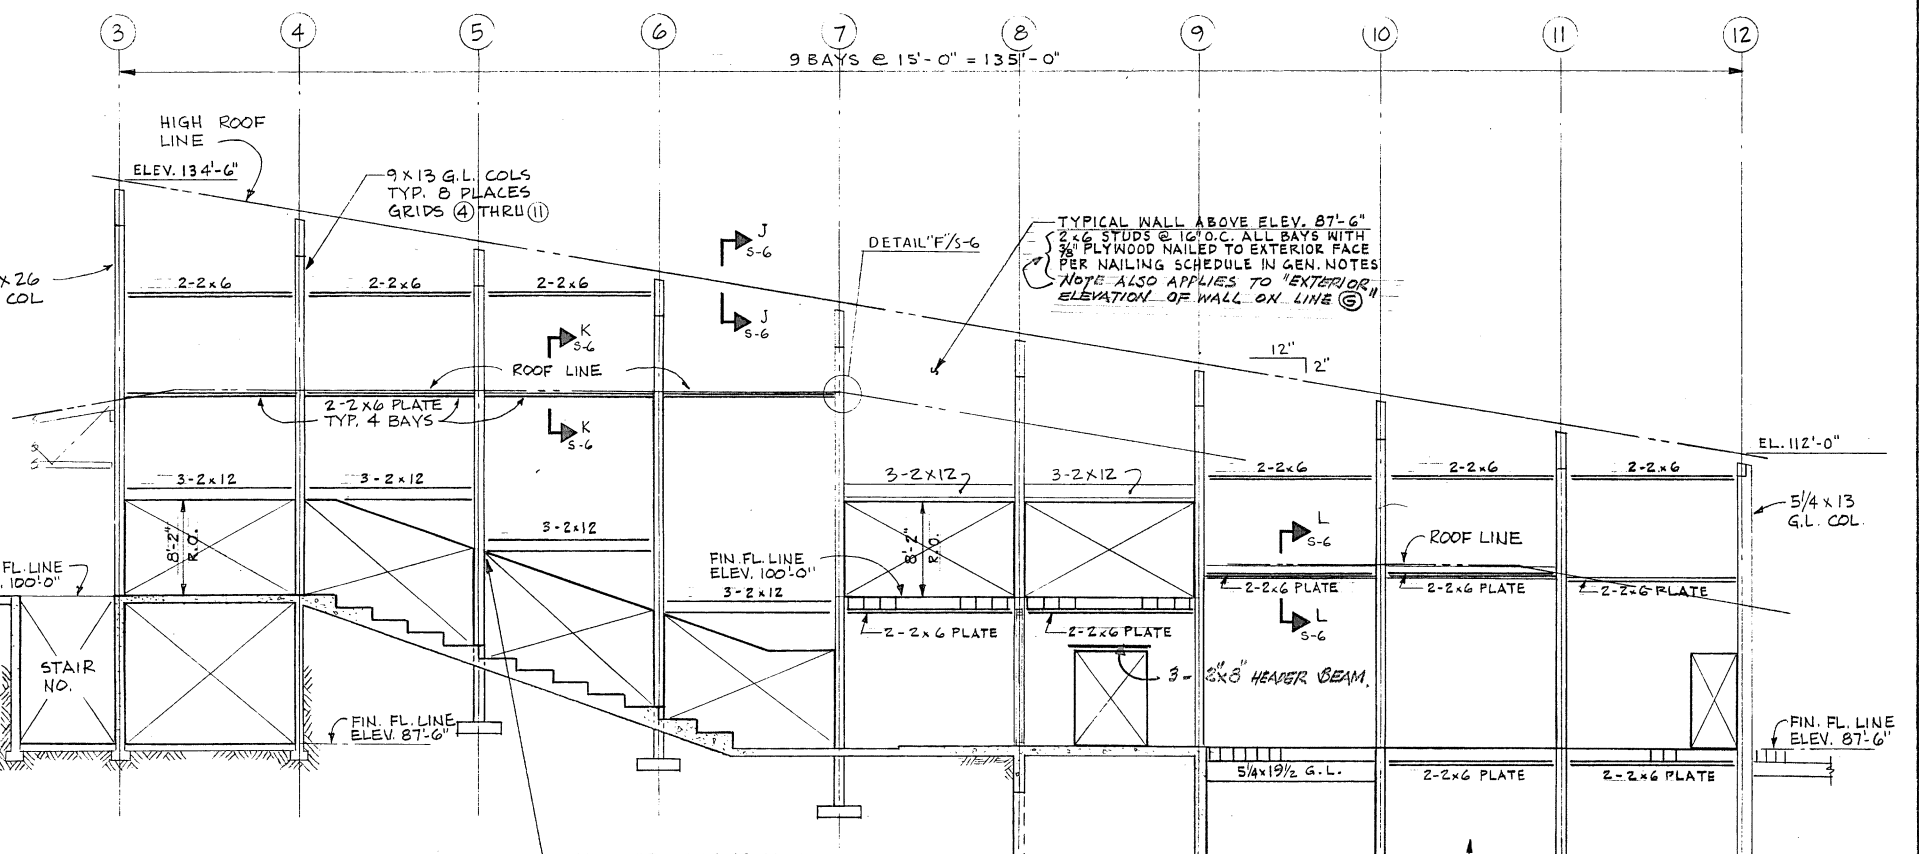 3 4 5 6 7 8 9 10 11 12
9 BAYS @ 15'-0" = 135'-0"
HIGH ROOF
LINE
ELEV. 134'-6"
9 X 13 G.L. COLS
TYP. 8 PLACES
GRIDS 4 THRU 11
X 26
COL
2-2x6
2-2x6
2-2x6
J
S-6
J
S-6
K
S-6
K
S-6
DETAIL "F"/S-6
TYPICAL WALL ABOVE ELEV. 87'-6"
2x6 STUDS @ 16" O.C. ALL BAYS WITH
3/8" PLYWOOD NAILED TO EXTERIOR FACE
PER NAILING SCHEDULE IN GEN. NOTES
NOTE ALSO APPLIES TO "EXTERIOR
ELEVATION OF WALL ON LINE G"
12"
2"
ROOF LINE
2-2x6 PLATE
TYP. 4 BAYS
EL. 112'-0"
3-2x12
3-2x12
3-2x12
3-2x12
3-2x12
3-2x12
2-2x6
2-2x6
2-2x6
5 1/4 x 13
G.L. COL.
8'-2"
R.O.
8'-2"
R.O.
L
S-6
L
S-6
ROOF LINE
FL. LINE
. 100'-0"
FIN. FL. LINE
ELEV. 100'-0"
2-2x6 PLATE
2-2x6 PLATE
2-2x6 PLATE
2-2x6 PLATE
2-2x6 PLATE
3 - 2"x8" HEADER BEAM.
STAIR
NO.
FIN. FL. LINE
ELEV. 87'-6"
FIN. FL. LINE
ELEV. 87'-6"
5 1/4 x 19 1/2 G.L.
2-2x6 PLATE
2-2x6 PLATE